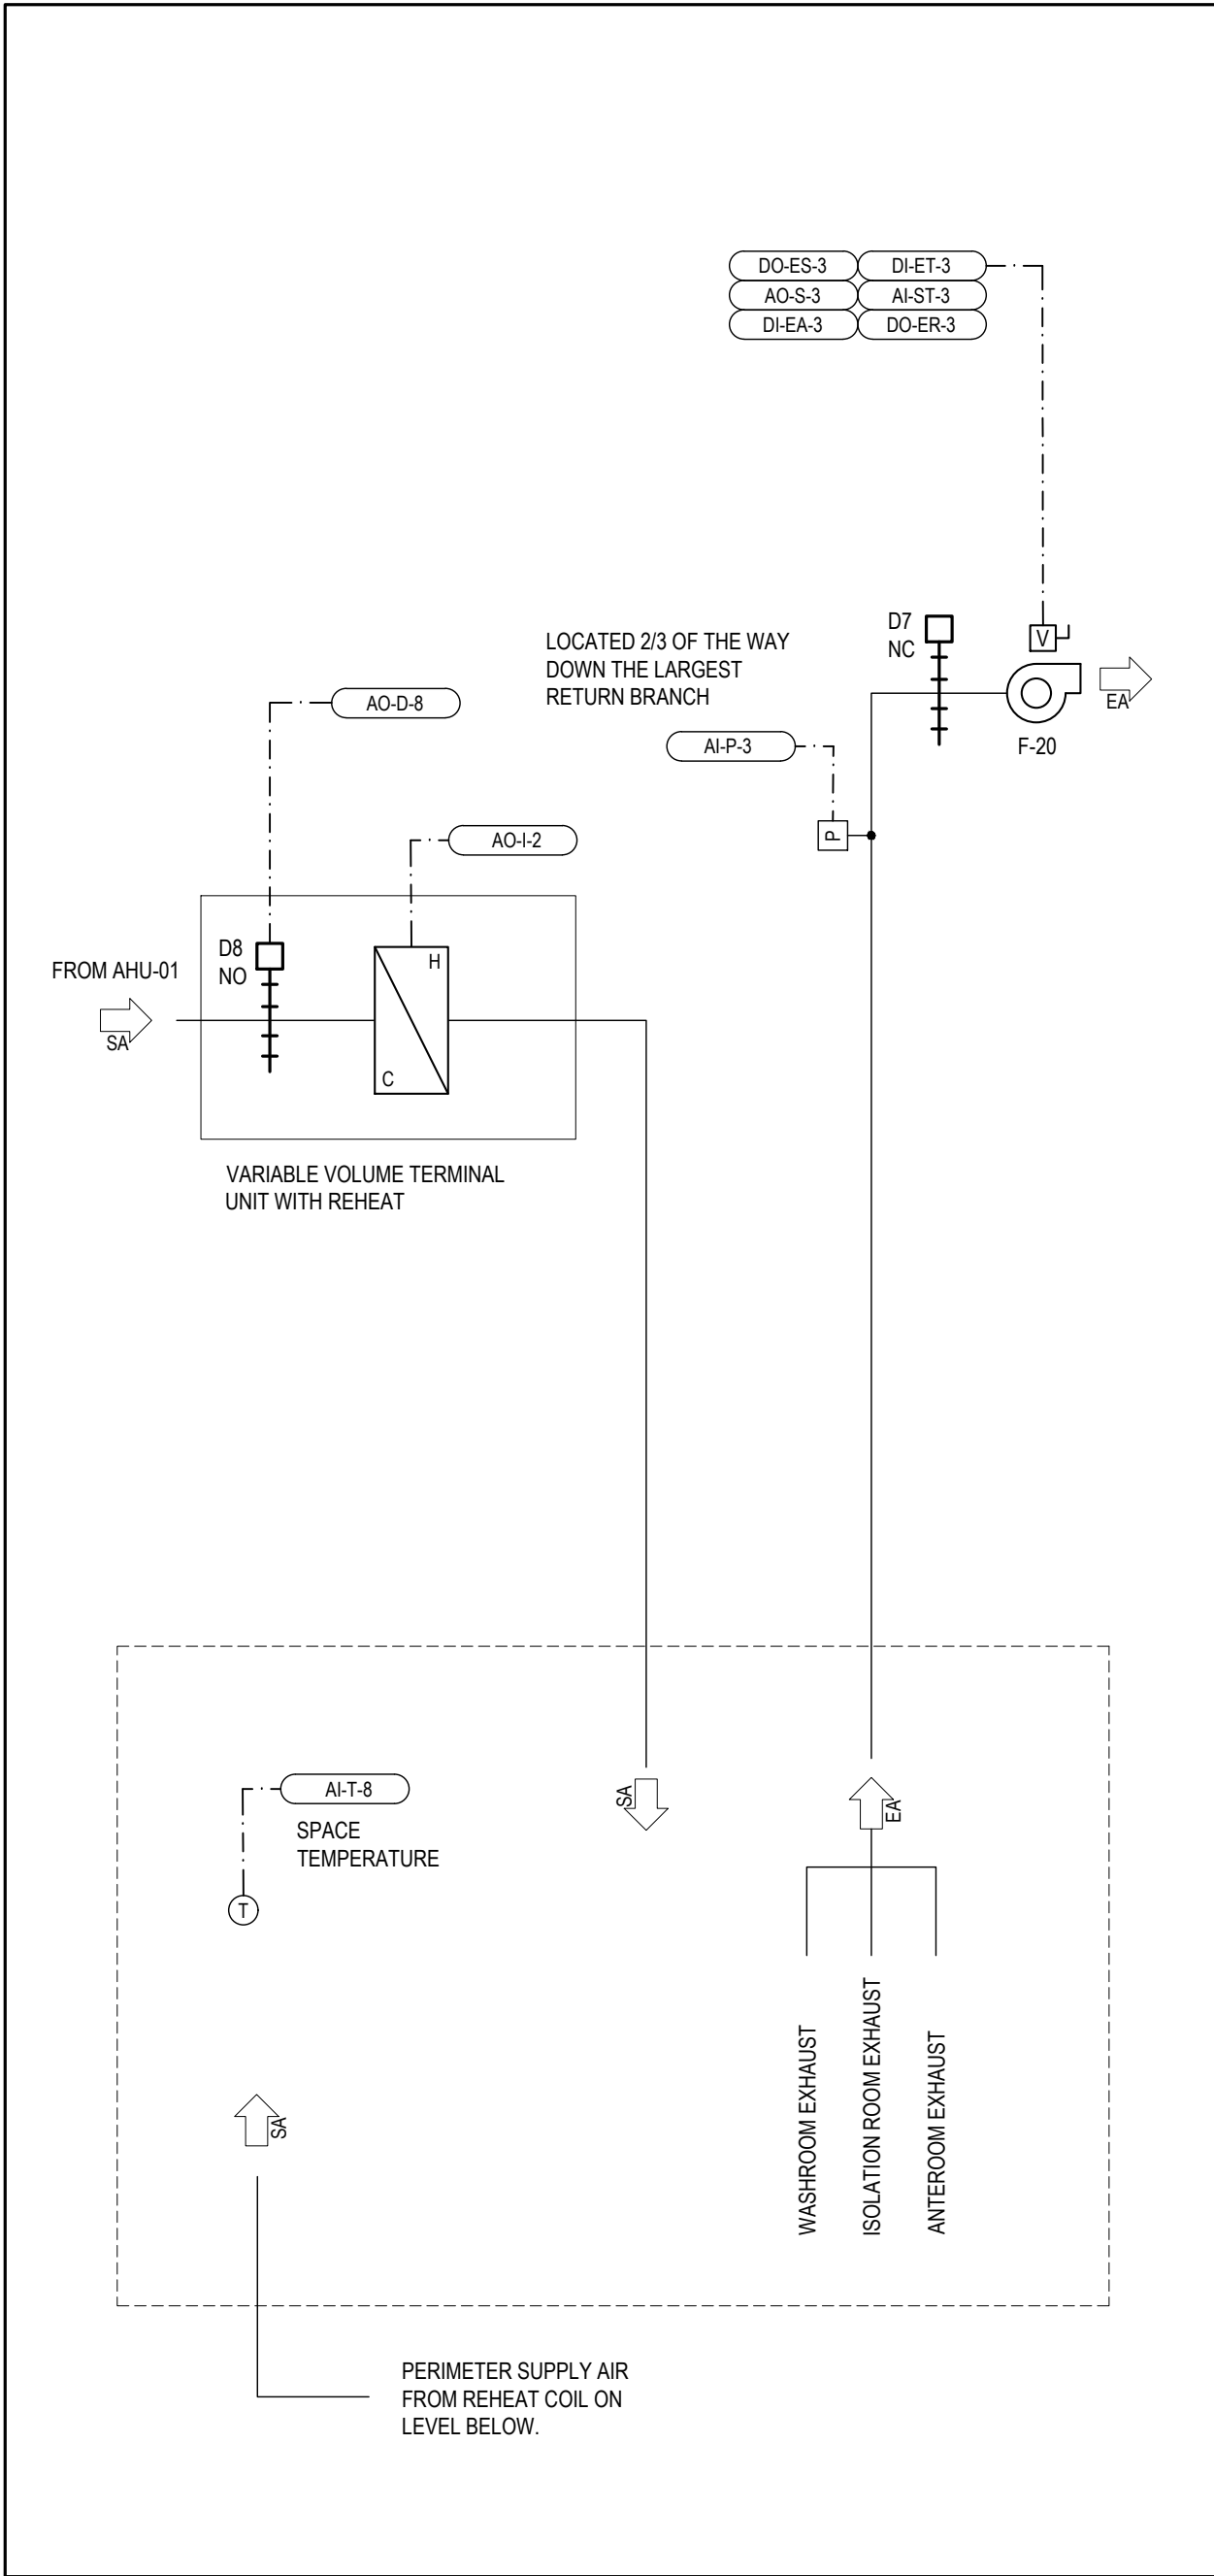 DO-ES-3 DI-ET-3
AO-S-3 AI-ST-3
DI-EA-3 DO-ER-3
LOCATED 2/3 OF THE WAY
DOWN THE LARGEST
RETURN BRANCH
D7
NC
V
EA
F-20
AO-D-8
AI-P-3
P
AO-I-2
FROM AHU-01
SA
D8
NO
H
C
VARIABLE VOLUME TERMINAL
UNIT WITH REHEAT
AI-T-8
SPACE
TEMPERATURE
T
SA
EA
SA
WASHROOM EXHAUST
ISOLATION ROOM EXHAUST
ANTEROOM EXHAUST
PERIMETER SUPPLY AIR
FROM REHEAT COIL ON
LEVEL BELOW.